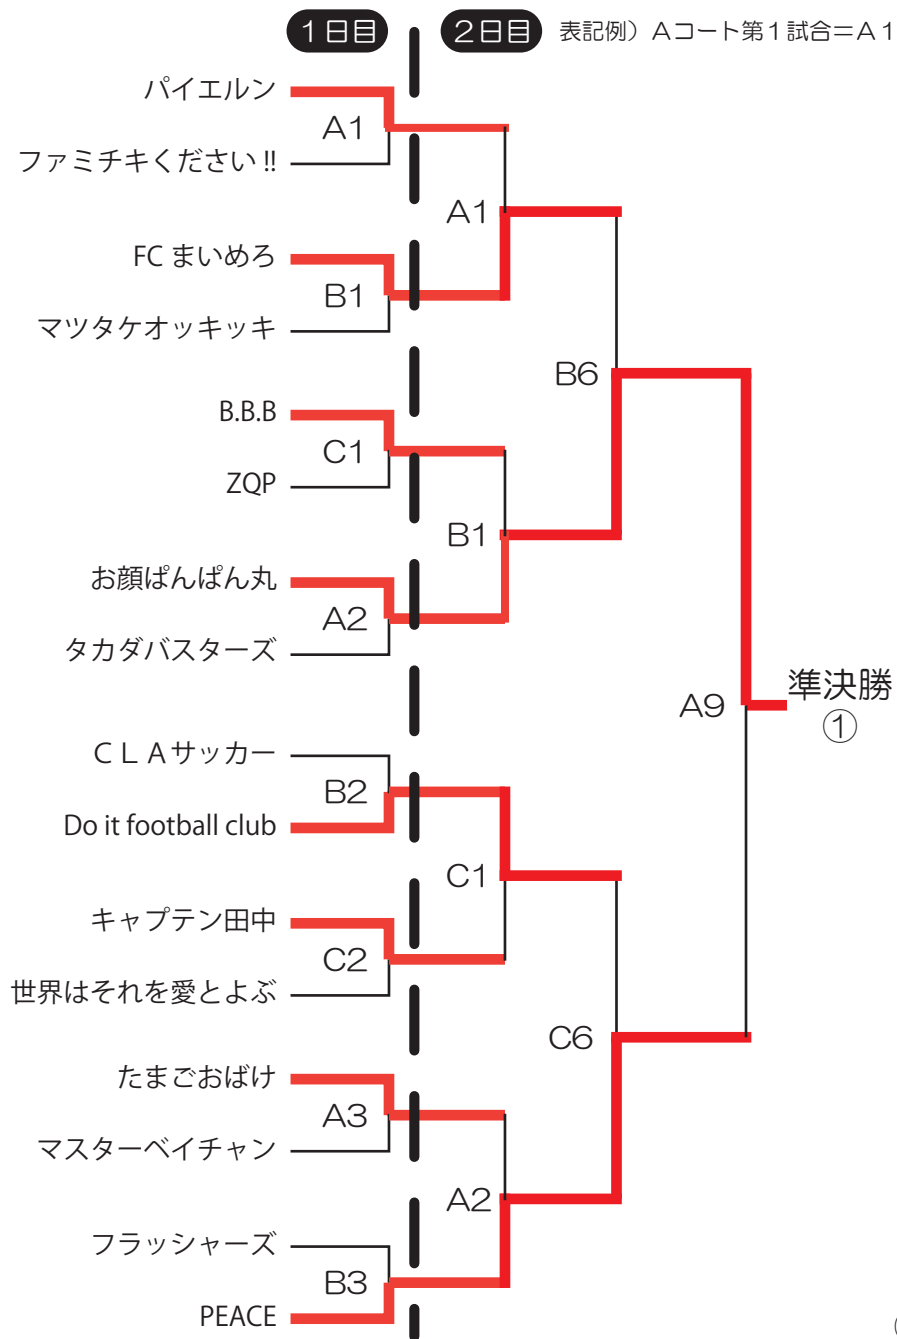 1日目
2日目 表記例）Aコート第1試合＝A1
パイエルン
A1
ファミチキください!!
A1
FC まいめろ
B1
マツタケオッキッキ
B6
B.B.B
C1
ZQP
B1
お顔ぱんぱん丸
A2
タカダバスターズ
A9
準決勝
①
ＣＬＡサッカー
B2
Do it football club
C1
キャプテン田中
C2
世界はそれを愛とよぶ
C6
たまごおばけ
A3
マスターベイチャン
A2
フラッシャーズ
B3
PEACE